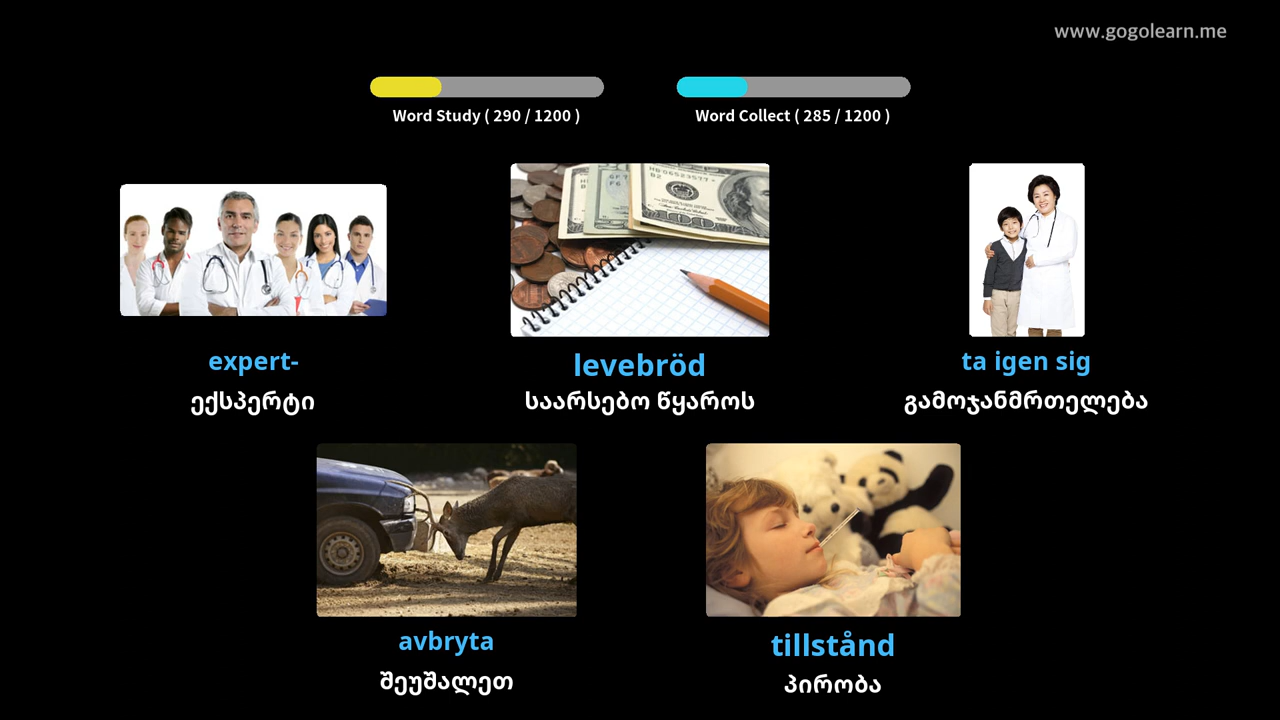 www.gogolearn.me
Word Study ( 290 / 1200 )
Word Collect ( 285 / 1200 )
expert-
ექსპერტი
levebröd
საარსებო წყაროს
ta igen sig
გამოჯანმრთელება
avbryta
შეუშალეთ
tillstånd
პირობა